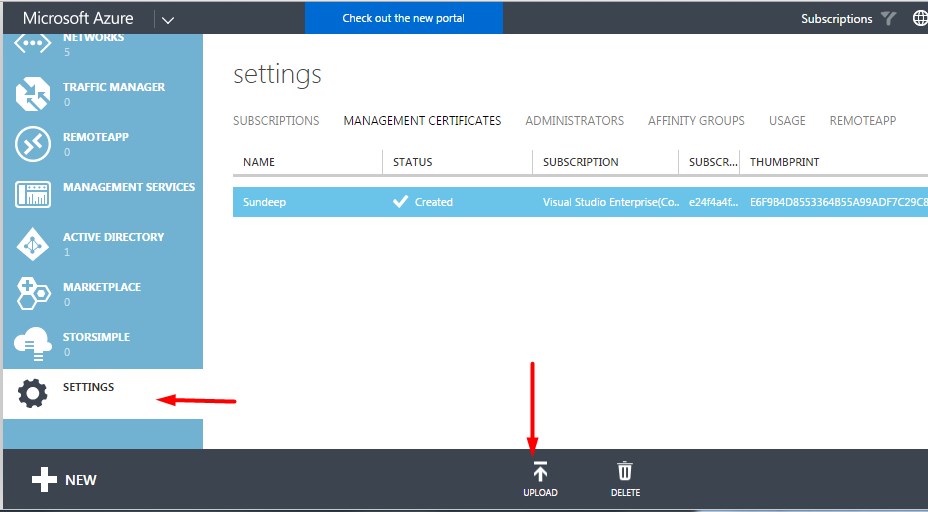 Microsoft Azure
Check out the new portal
Subscriptions
NETWORKS
5
TRAFFIC MANAGER
0
REMOTEAPP
0
MANAGEMENT SERVICES
ACTIVE DIRECTORY
1
MARKETPLACE
0
STORSIMPLE
0
SETTINGS
settings
SUBSCRIPTIONS MANAGEMENT CERTIFICATES ADMINISTRATORS AFFINITY GROUPS USAGE REMOTEAPP
NAME STATUS SUBSCRIPTION SUBSCR... THUMBPRINT
Sundeep Created Visual Studio Enterprise(Co... e24f4a4f... E6F9B4D8553364B55A99ADF7C29C8
NEW
UPLOAD
DELETE